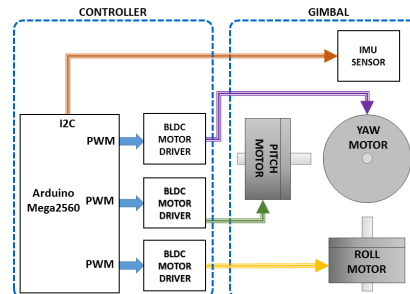 CONTROLLER
GIMBAL
IMU
SENSOR
I2C
PWM
BLDC
MOTOR
DRIVER
PITCH
MOTOR
YAW
MOTOR
Arduino
Mega2560
PWM
BLDC
MOTOR
DRIVER
PWM
BLDC
MOTOR
DRIVER
ROLL
MOTOR